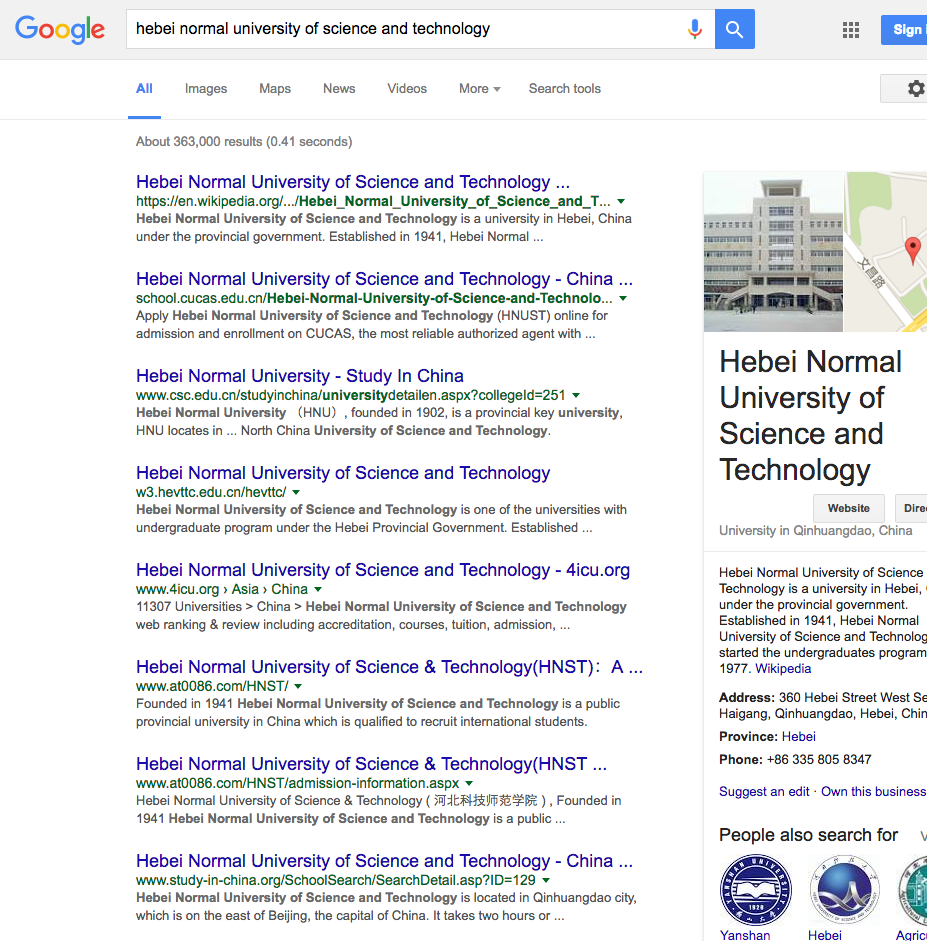 Google
hebei normal university of science and technology
Sign
All Images Maps News Videos More Search tools
About 363,000 results (0.41 seconds)
Hebei Normal University of Science and Technology ...
https://en.wikipedia.org/.../Hebei_Normal_University_of_Science_and_T...
Hebei Normal University of Science and Technology is a university in Hebei, China
under the provincial government. Established in 1941, Hebei Normal ...
Hebei Normal University of Science and Technology - China ...
school.cucas.edu.cn/Hebei-Normal-University-of-Science-and-Technolo...
Apply Hebei Normal University of Science and Technology (HNUST) online for
admission and enrollment on CUCAS, the most reliable authorized agent with ...
Hebei Normal University - Study In China
www.csc.edu.cn/studyinchina/universitydetailen.aspx?collegeId=251
Hebei Normal University （HNU）, founded in 1902, is a provincial key university,
HNU locates in ... North China University of Science and Technology.
Hebei Normal University of Science and Technology
w3.hevttc.edu.cn/hevttc/
Hebei Normal University of Science and Technology is one of the universities with
undergraduate program under the Hebei Provincial Government. Established ...
Hebei Normal University of Science and Technology - 4icu.org
www.4icu.org › Asia › China
11307 Universities > China > Hebei Normal University of Science and Technology
web ranking & review including accreditation, courses, tuition, admission, ...
Hebei Normal University of Science & Technology(HNST)：A ...
www.at0086.com/HNST/
Founded in 1941 Hebei Normal University of Science and Technology is a public
provincial university in China which is qualified to recruit international students.
Hebei Normal University of Science & Technology(HNST ...
www.at0086.com/HNST/admission-information.aspx
Hebei Normal University of Science & Technology ( 河北科技师范学院 ) , Founded in
1941 Hebei Normal University of Science and Technology is a public ...
Hebei Normal University of Science and Technology - China ...
www.study-in-china.org/SchoolSearch/SearchDetail.asp?ID=129
Hebei Normal University of Science and Technology is located in Qinhuangdao city,
which is on the east of Beijing, the capital of China. It takes two hours or ...
文昌路
Hebei Normal
University of
Science and
Technology
Website Dire
University in Qinhuangdao, China
Hebei Normal University of Science
Technology is a university in Hebei,
under the provincial government.
Established in 1941, Hebei Normal
University of Science and Technolog
started the undergraduates program
1977. Wikipedia
Address: 360 Hebei Street West Se
Haigang, Qinhuangdao, Hebei, Chin
Province: Hebei
Phone: +86 335 805 8347
Suggest an edit · Own this business
People also search for
YANSHAN UNIVERSITY
1920
Yanshan Hebei Agricu